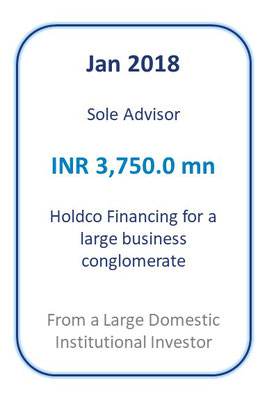 Jan 2018
Sole Advisor
INR 3,750.0 mn
Holdco Financing for a
large business
conglomerate
From a Large Domestic
Institutional Investor